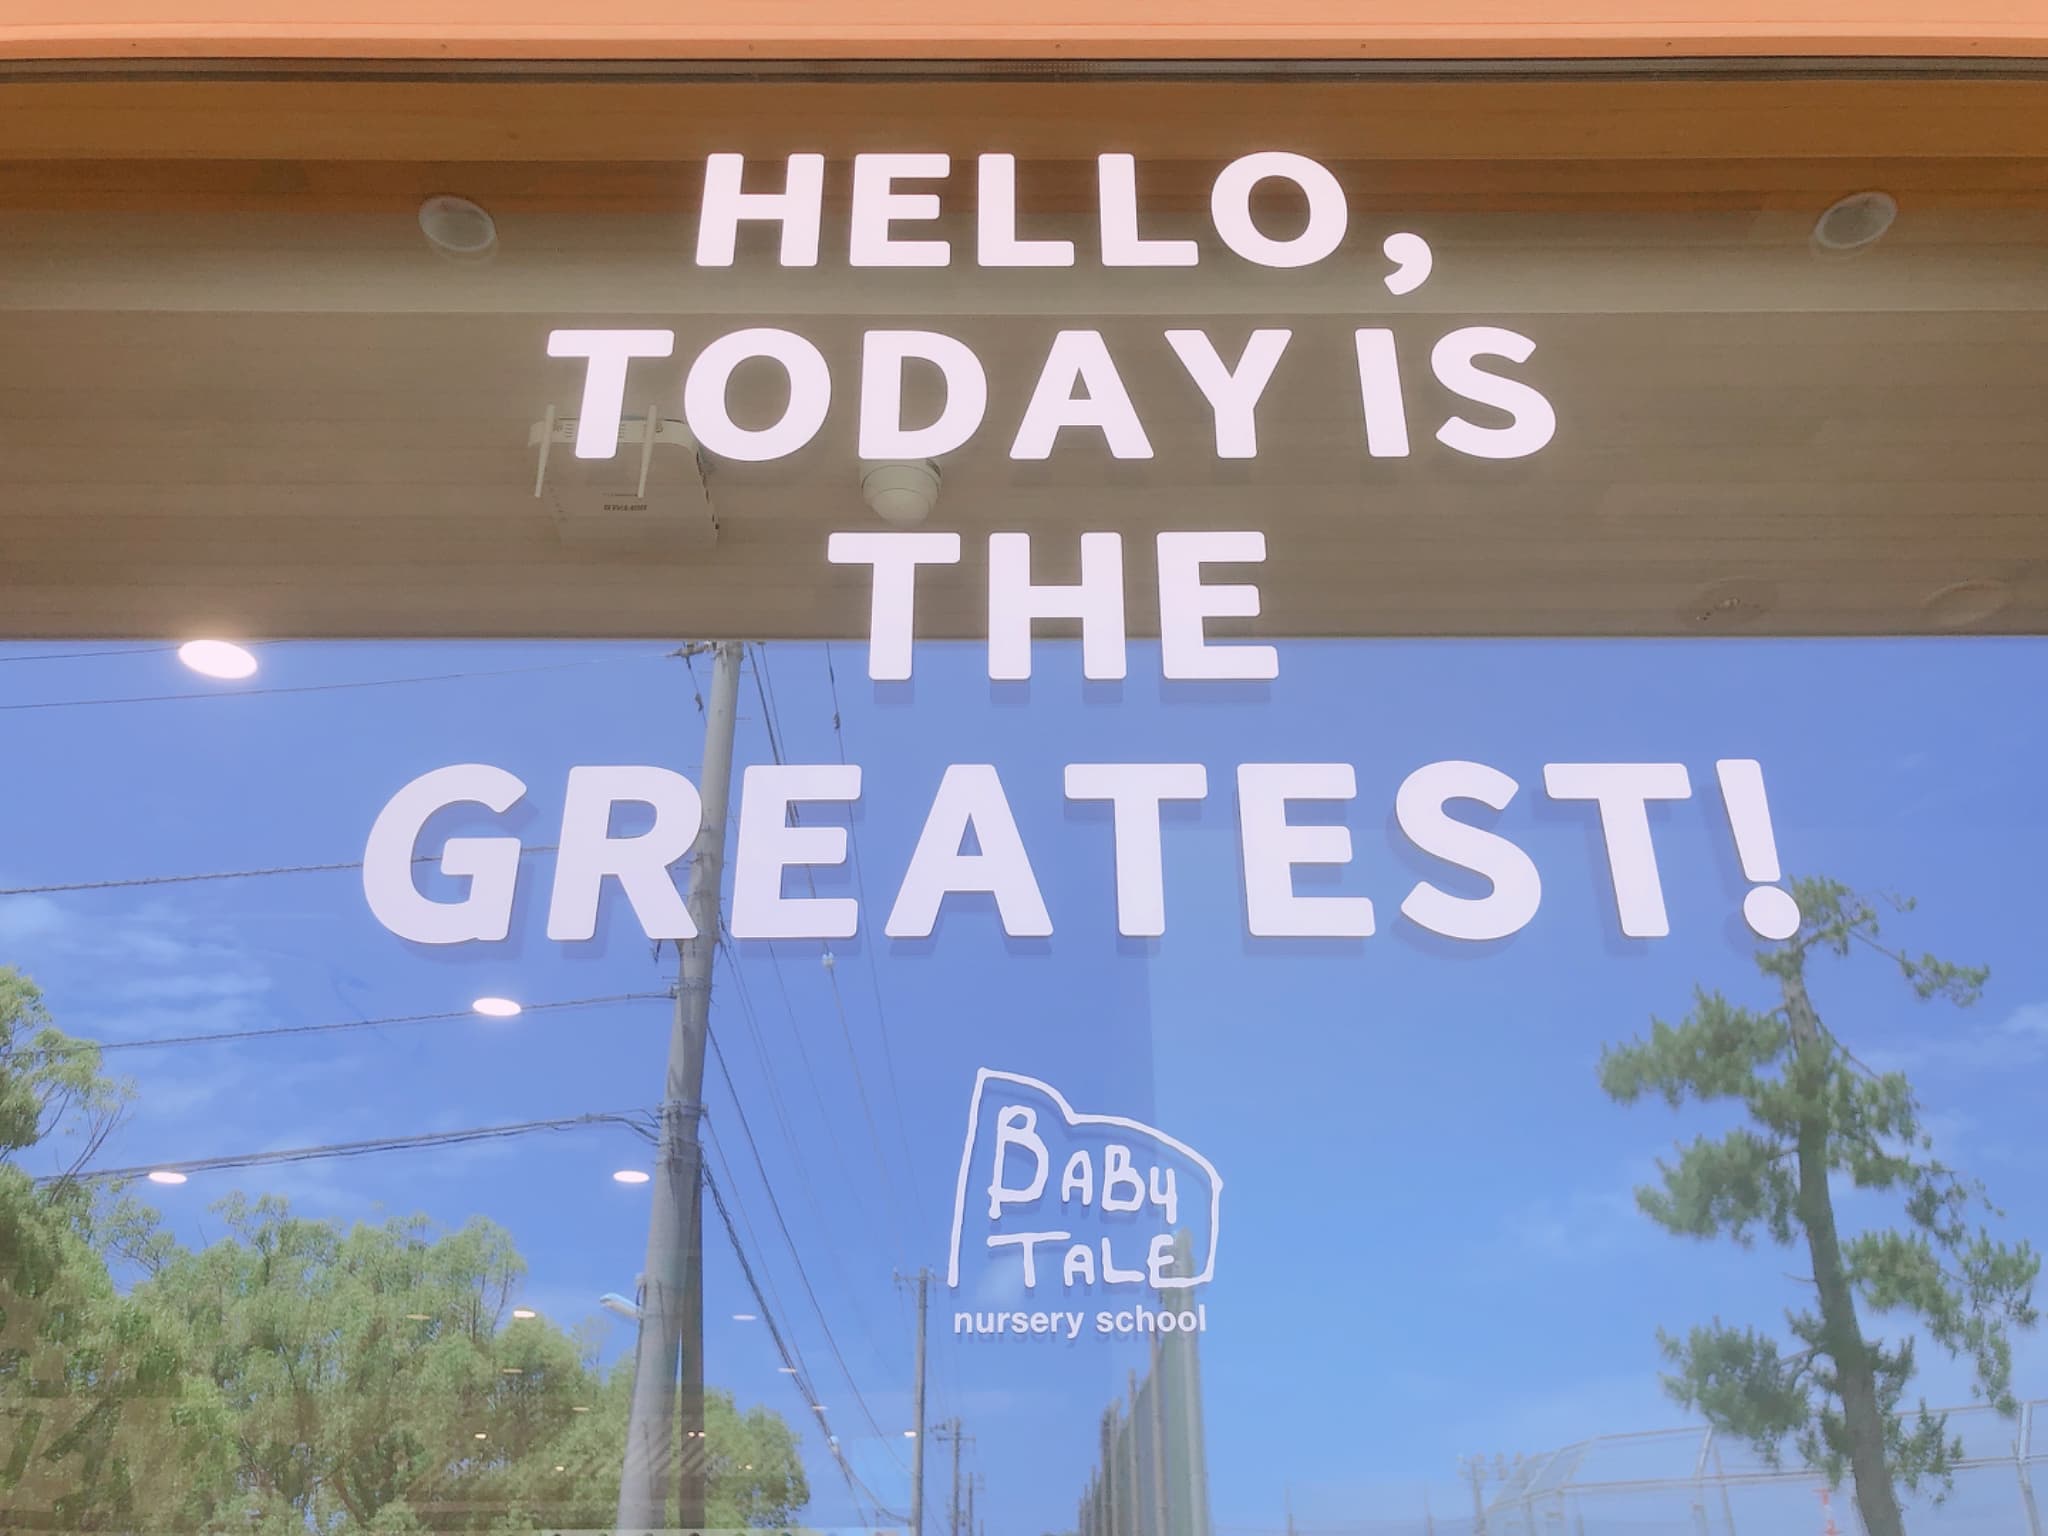 HELLO,
TODAY IS
THE
GREATEST!
BABY
TALE
nursery school